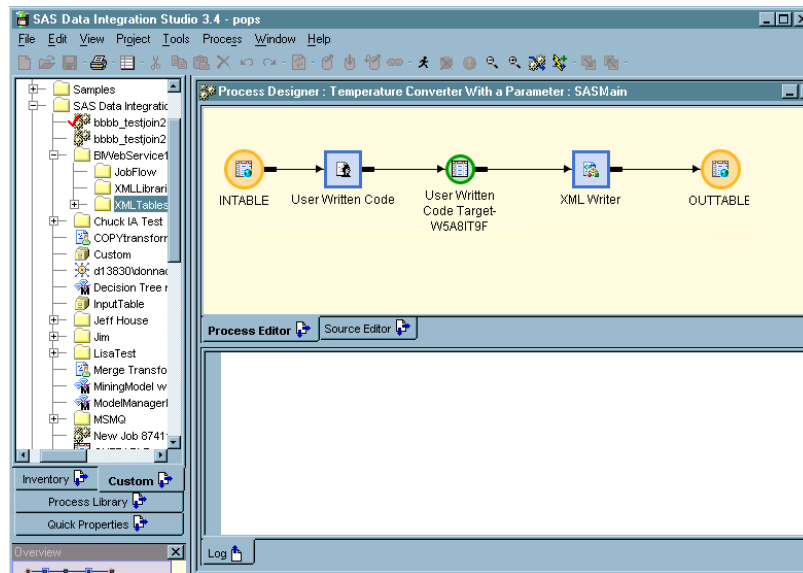 SAS Data Integration Studio 3.4 - pops
File Edit View Project Tools Process Window Help
Samples
SAS Data Integratic
bbbb_testjoin2
bbbb_testjoin2
BIWebService1
JobFlow
XMLLibrari
XMLTables
Chuck IA Test
COPYtransforr
Custom
d13830\donnac
Decision Tree r
InputTable
Jeff House
Jim
LisaTest
Merge Transfo
MiningModel w
ModelManagerI
MSMQ
New Job 8741
Inventory
Custom
Process Library
Quick Properties
Overview
Process Designer : Temperature Converter With a Parameter : SASMain
INTABLE
User Written Code
User Written
Code Target-
W5A8IT9F
XML Writer
OUTTABLE
Process Editor
Source Editor
Log